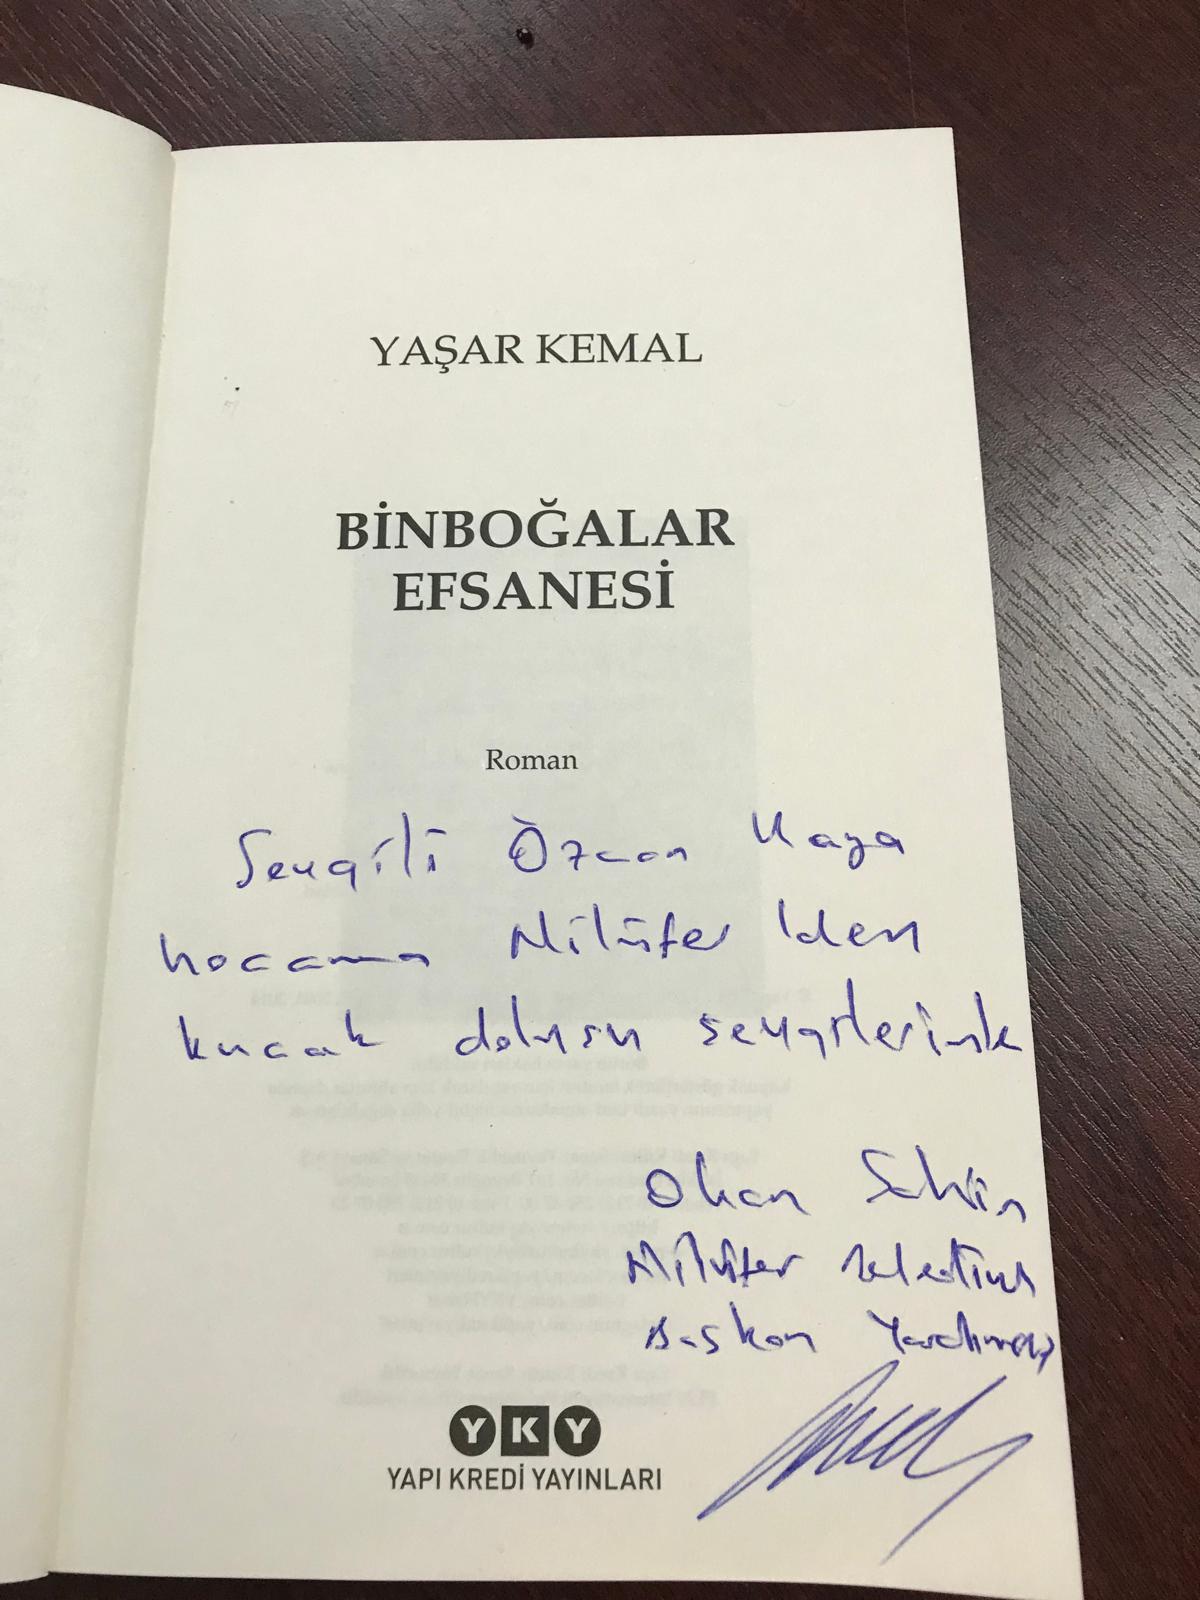 YAŞAR KEMAL
BİNBOĞALAR
EFSANESİ
Roman
Sevgili Özcan Kaya
hocama Nilüfer'den
kucak dolusu sevgilerimle
Okan Şahin
Nilüfer Belediyesi
Başkan Yardımcısı
YKY
YAPI KREDİ YAYINLARI